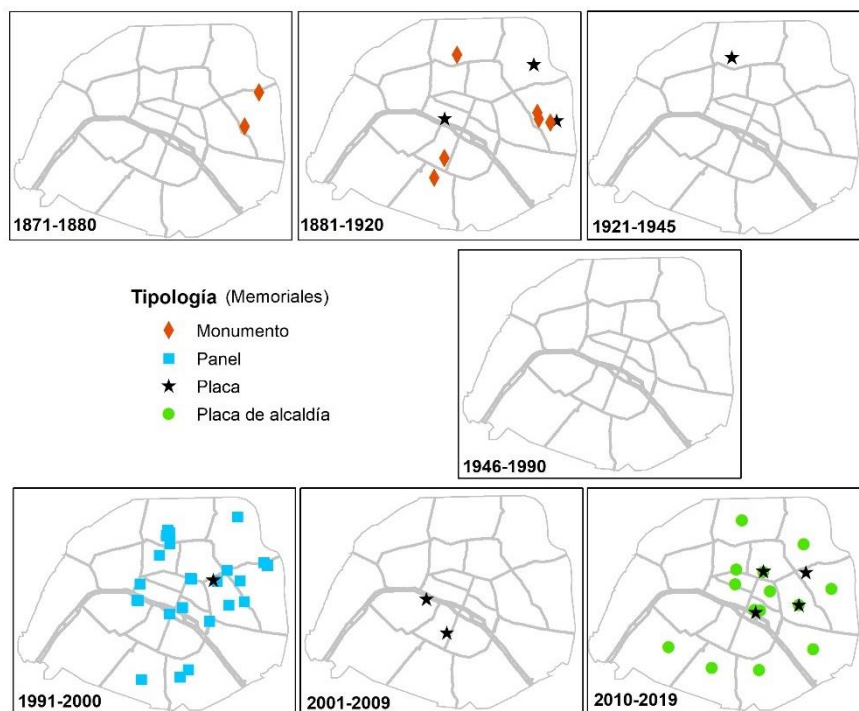 1871-1880
1881-1920
1921-1945
Tipología (Memoriales)
Monumento
Panel
Placa
Placa de alcaldía
1946-1990
1991-2000
2001-2009
2010-2019